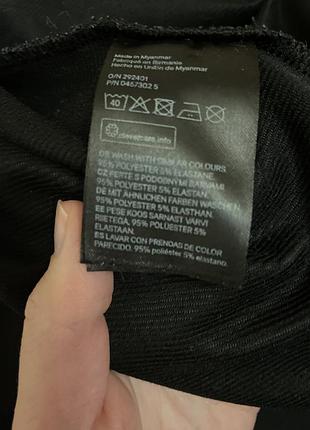 Made in Myanmar
Fabriqué en Birmanie
Hecho en Unión de Myanmar
O/N 292401
P/N 0467302 5
40
clevercare.info
GB WASH WITH SIMILAR COLOURS.
95% POLYESTER 5% ELASTANE.
CZ PERTE S PODOBNÝMI BARVAMI
95% POLYESTER 5% ELASTAN.
DE MIT ÄHNLICHEN FARBEN WASCHEN
95% POLYESTER 5% ELASTHAN.
EE PESE KOOS SARNAST VÄRVI
RIIETEGA, 95% POLÜESTER 5%
ELASTAAN.
ES LAVAR CON PRENDAS DE COLOR
PARECIDO. 95% poliéster 5% elastano.